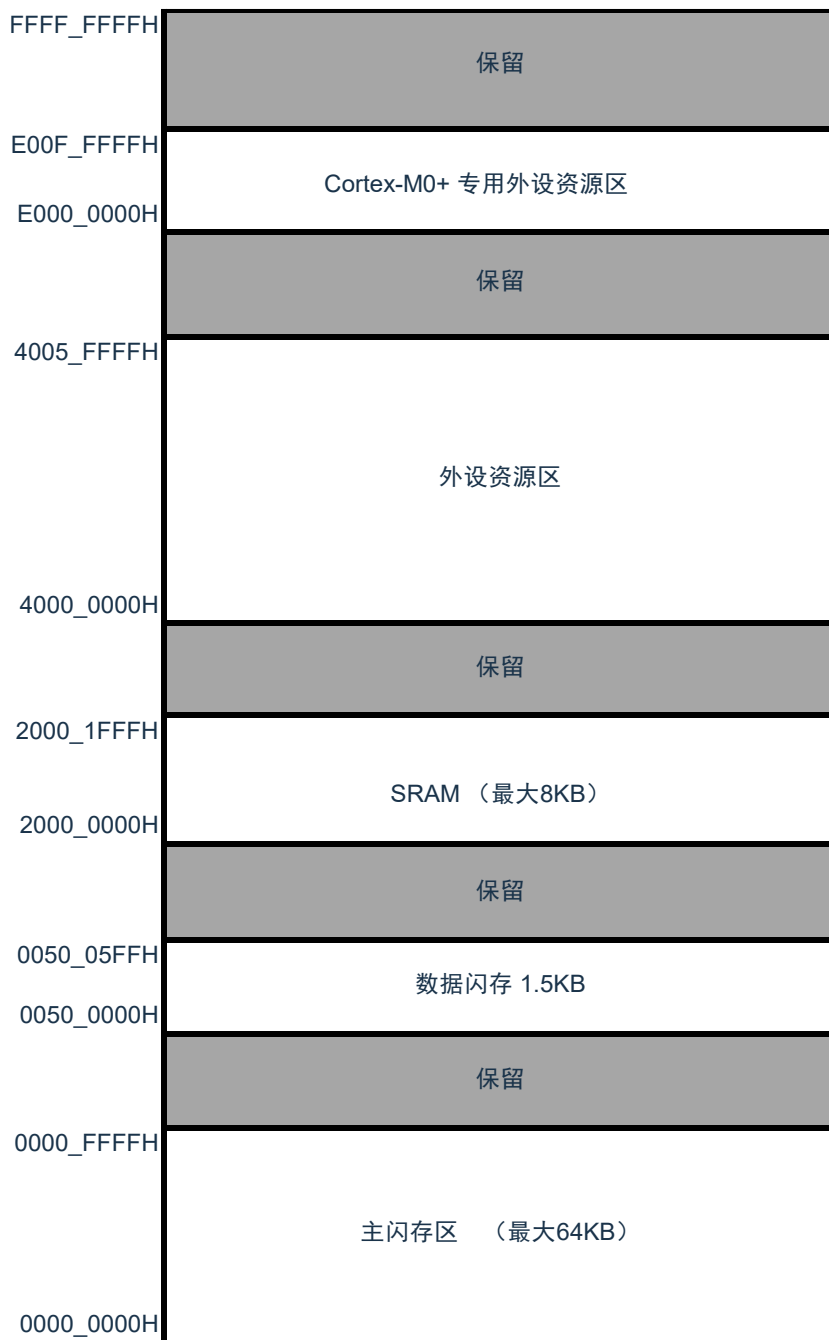 FFFF_FFFFH
保留
E00F_FFFFH
Cortex-M0+ 专用外设资源区
E000_0000H
保留
4005_FFFFH
外设资源区
4000_0000H
保留
2000_1FFFH
SRAM （最大8KB）
2000_0000H
保留
0050_05FFH
数据闪存 1.5KB
0050_0000H
保留
0000_FFFFH
主闪存区 （最大64KB）
0000_0000H